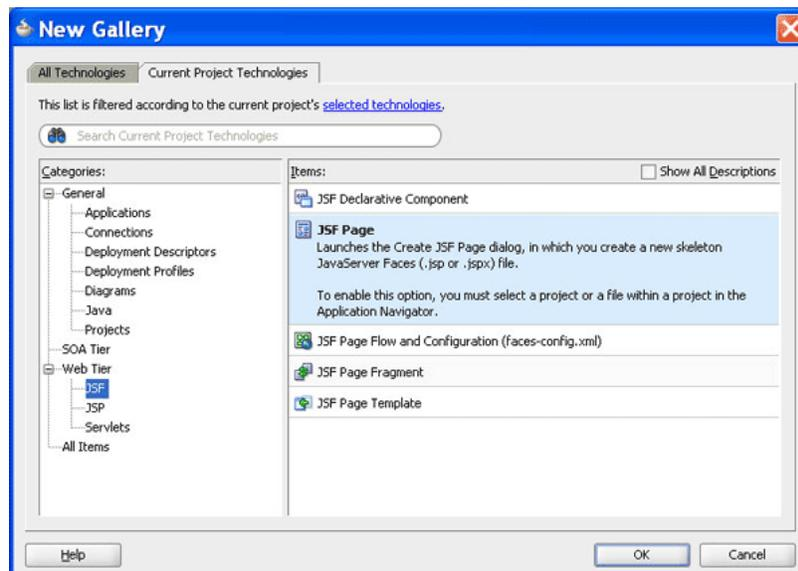 New Gallery
All Technologies Current Project Technologies
This list is filtered according to the current project's selected technologies.
Search Current Project Technologies
Categories:
General
Applications
Connections
Deployment Descriptors
Deployment Profiles
Diagrams
Java
Projects
SOA Tier
Web Tier
JSF
JSP
Servlets
All Items
Items: Show All Descriptions
JSF Declarative Component
JSF Page
Launches the Create JSF Page dialog, in which you create a new skeleton
JavaServer Faces (.jsp or .jspx) file.
To enable this option, you must select a project or a file within a project in the
Application Navigator.
JSF Page Flow and Configuration (faces-config.xml)
JSF Page Fragment
JSF Page Template
Help OK Cancel